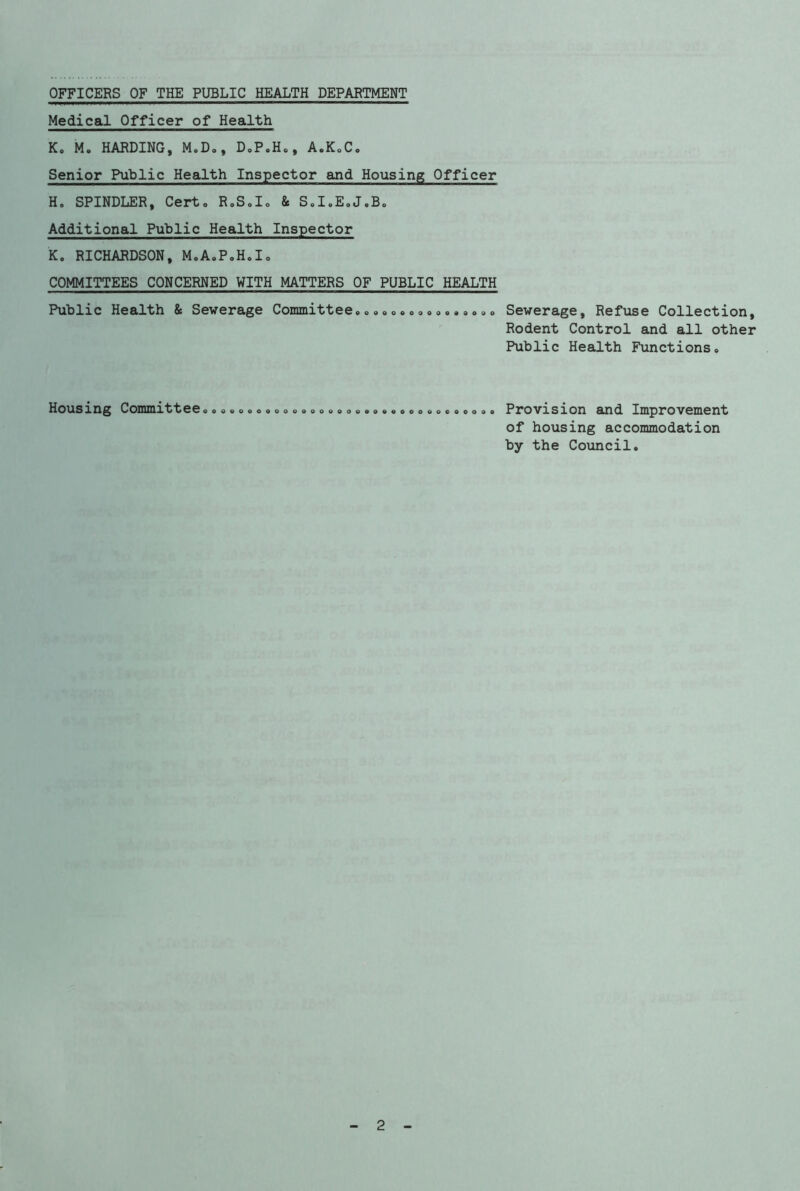 OFFICERS OF THE PUBLIC HEALTH DEPARTMENT
Medical Officer of Health
K. M. HARDING, M.D., D.P.H., A.K.C.
Senior Public Health Inspector and Housing Officer
H. SPINDLER, Cert. R.S.I. & S.I.E.J.B.
Additional Public Health Inspector
K. RICHARDSON, M.A.P.H.I.
COMMITTEES CONCERNED WITH MATTERS OF PUBLIC HEALTH
Public Health & Sewerage Committee................ Sewerage, Refuse Collection,
Rodent Control and all other
Public Health Functions.
Housing Committee................................. Provision and Improvement
of housing accommodation
by the Council.
- 2 -